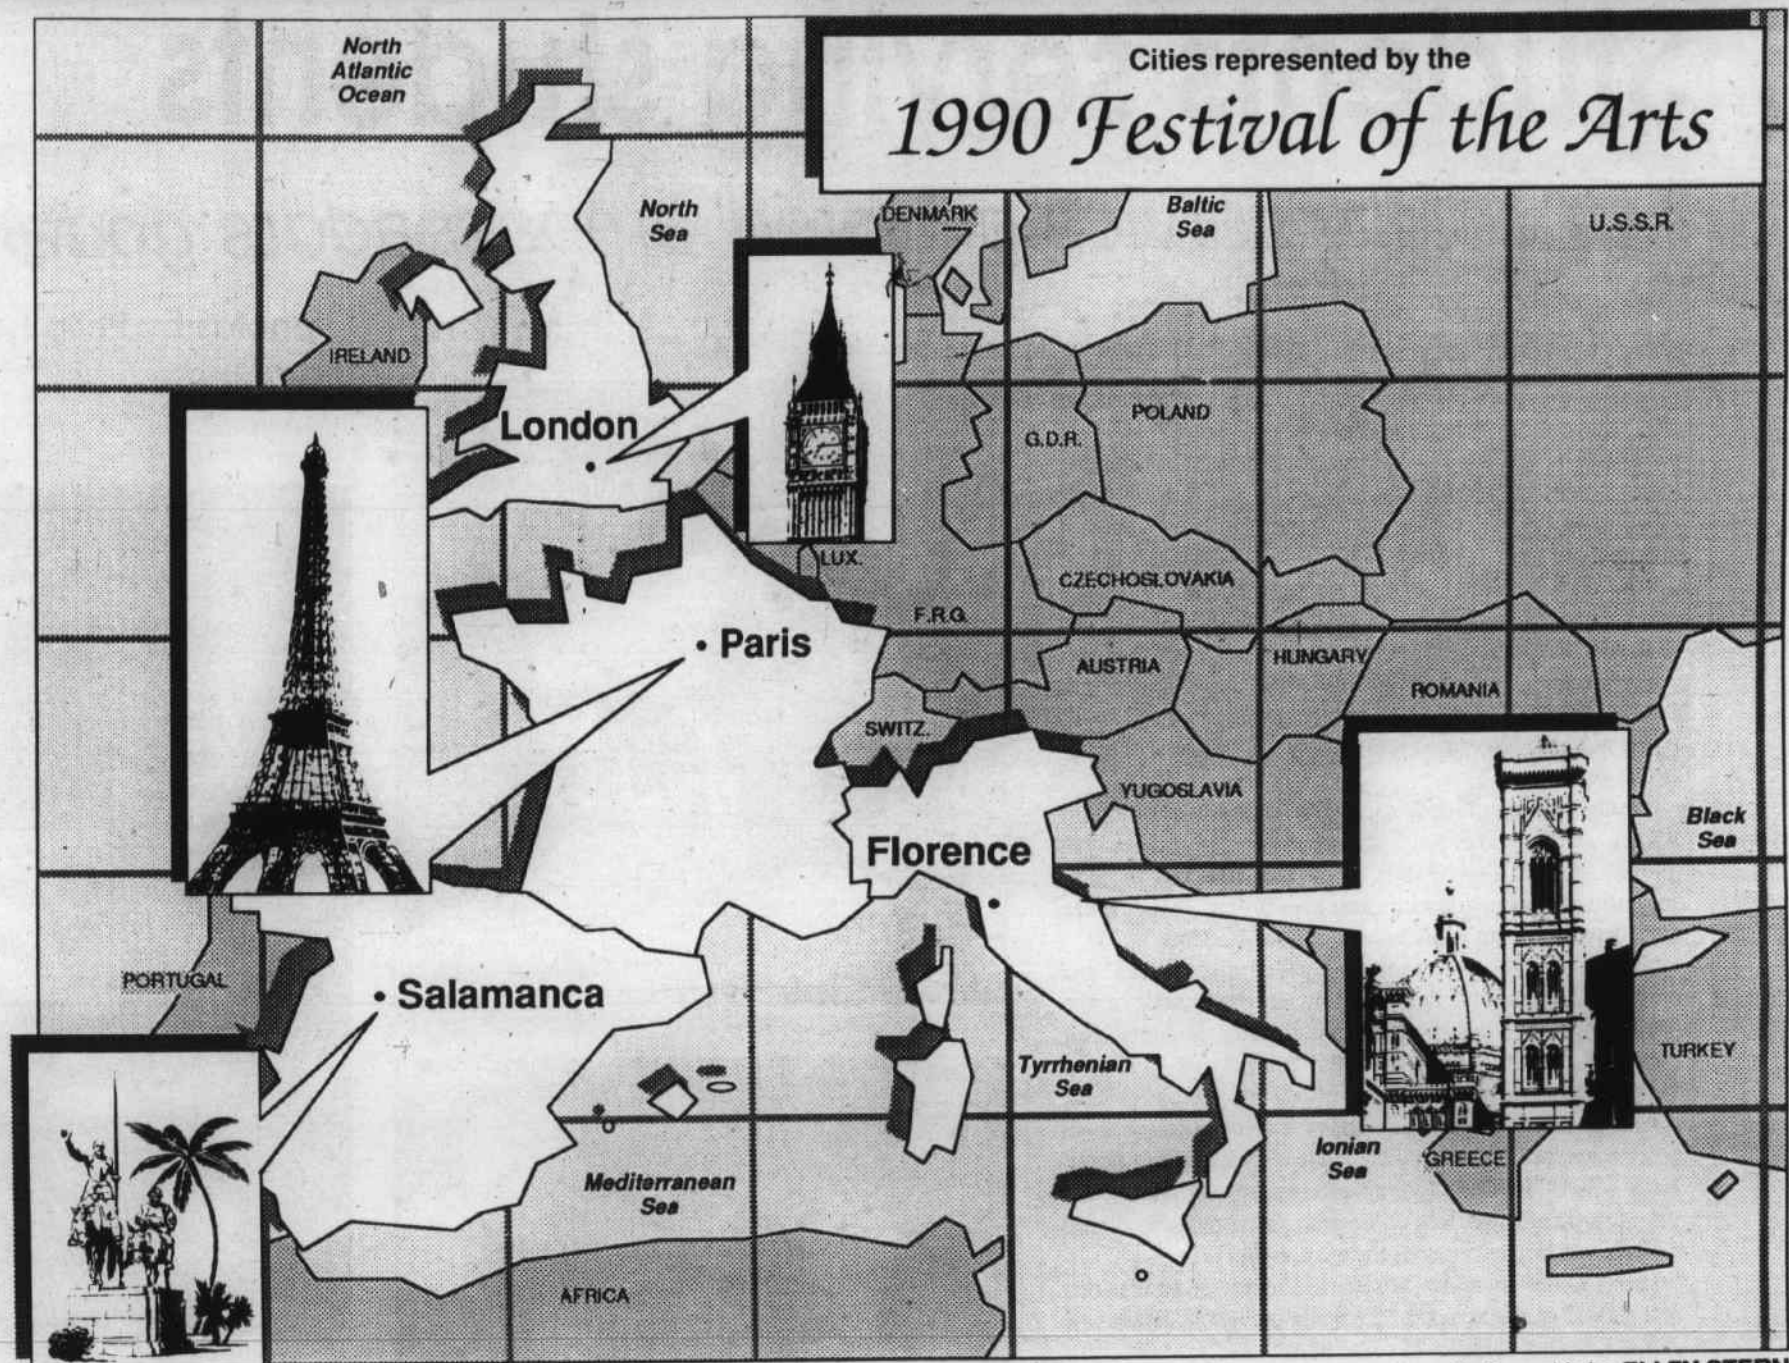 Cities represented by the
1990 Festival of the Arts
North
Atlantic
Ocean
North
Sea
DENMARK
Baltic
Sea
U.S.S.R.
IRELAND
London
G.D.R.
POLAND
LUX.
CZECHOSLOVAKIA
F.R.G.
Paris
AUSTRIA
HUNGARY
ROMANIA
SWITZ.
YUGOSLAVIA
Black
Sea
Florence
PORTUGAL
Salamanca
Tyrrhenian
Sea
TURKEY
Ionian
Sea
GREECE
Mediterranean
Sea
AFRICA